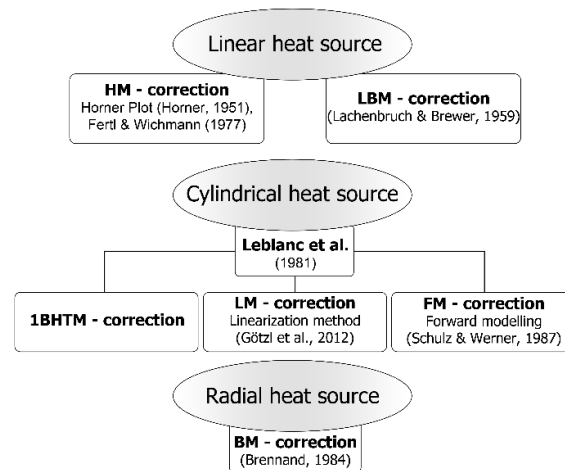 Linear heat source
HM - correction
Horner Plot (Horner, 1951),
Fertl & Wichmann (1977)
LBM - correction
(Lachenbruch & Brewer, 1959)
Cylindrical heat source
Leblanc et al.
(1981)
1BHTM - correction
LM - correction
Linearization method
(Götzl et al., 2012)
FM - correction
Forward modelling
(Schulz & Werner, 1987)
Radial heat source
BM - correction
(Brennand, 1984)